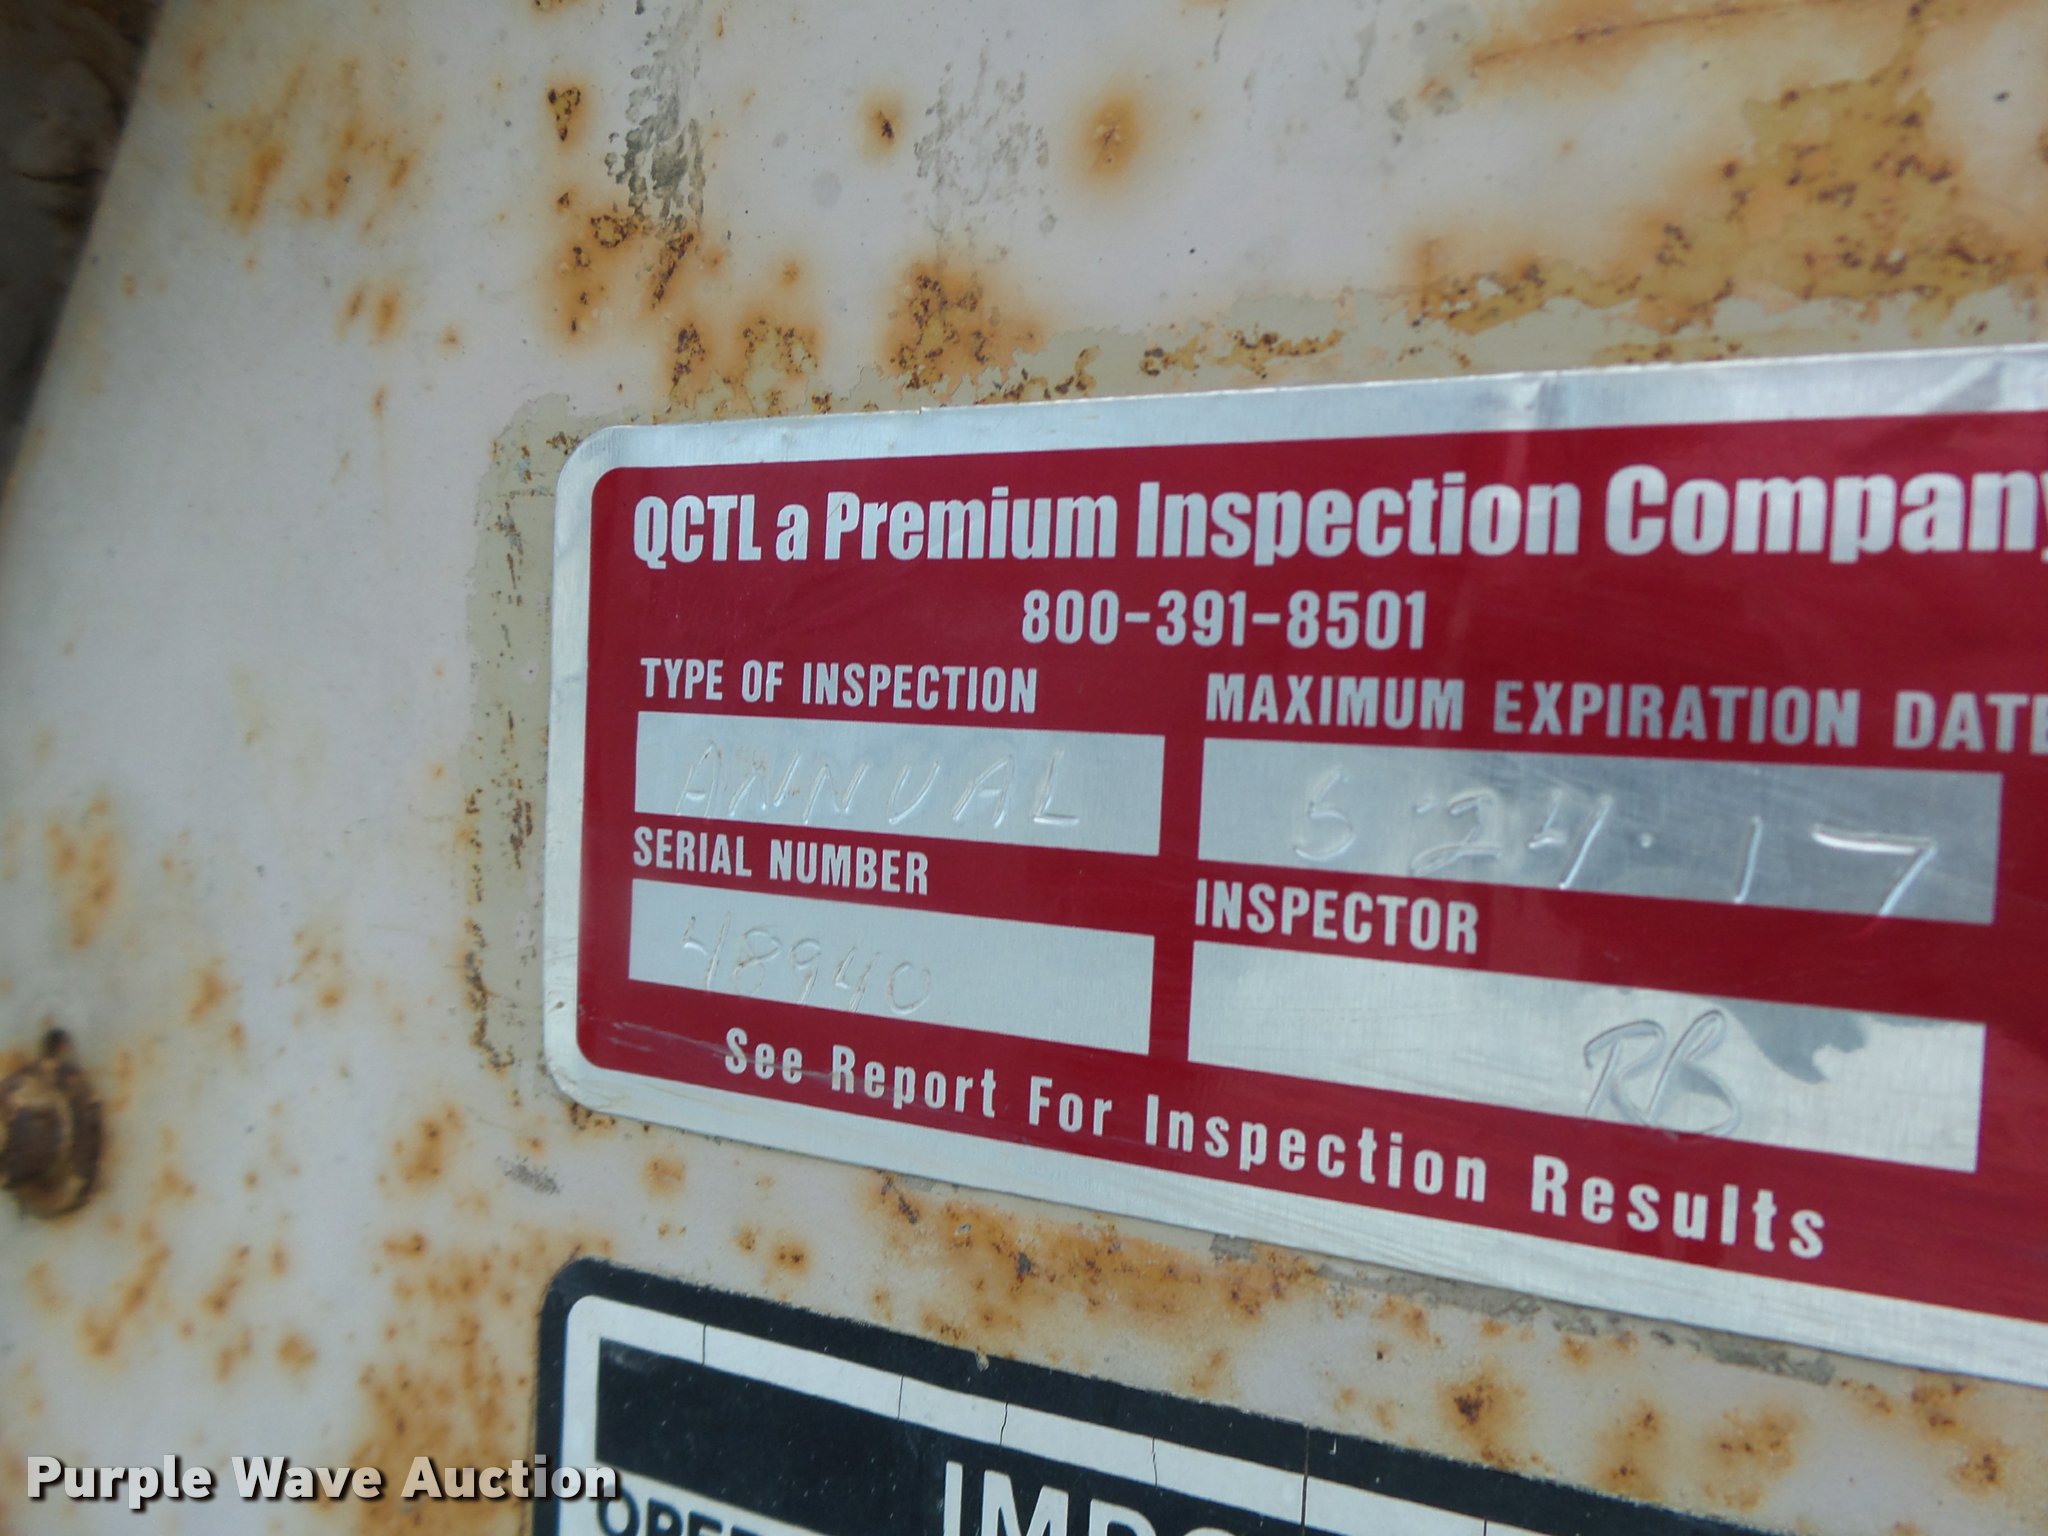 QCTL a Premium Inspection Company
800-391-8501
TYPE OF INSPECTION
ANNUAL
MAXIMUM EXPIRATION DATE
5-24-17
SERIAL NUMBER
48940
INSPECTOR
RB
See Report For Inspection Results
Purple Wave Auction